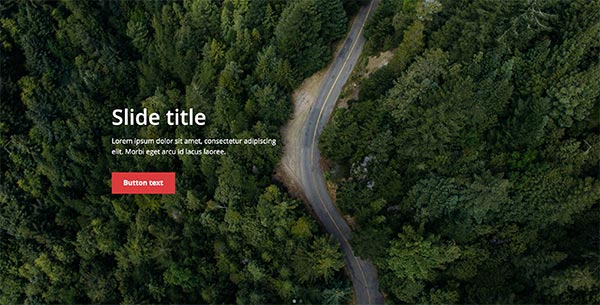 Slide title
Lorem ipsum dolor sit amet, consectetur adipiscing
elit. Morbi eget arcu id lacus laoree.
Button text